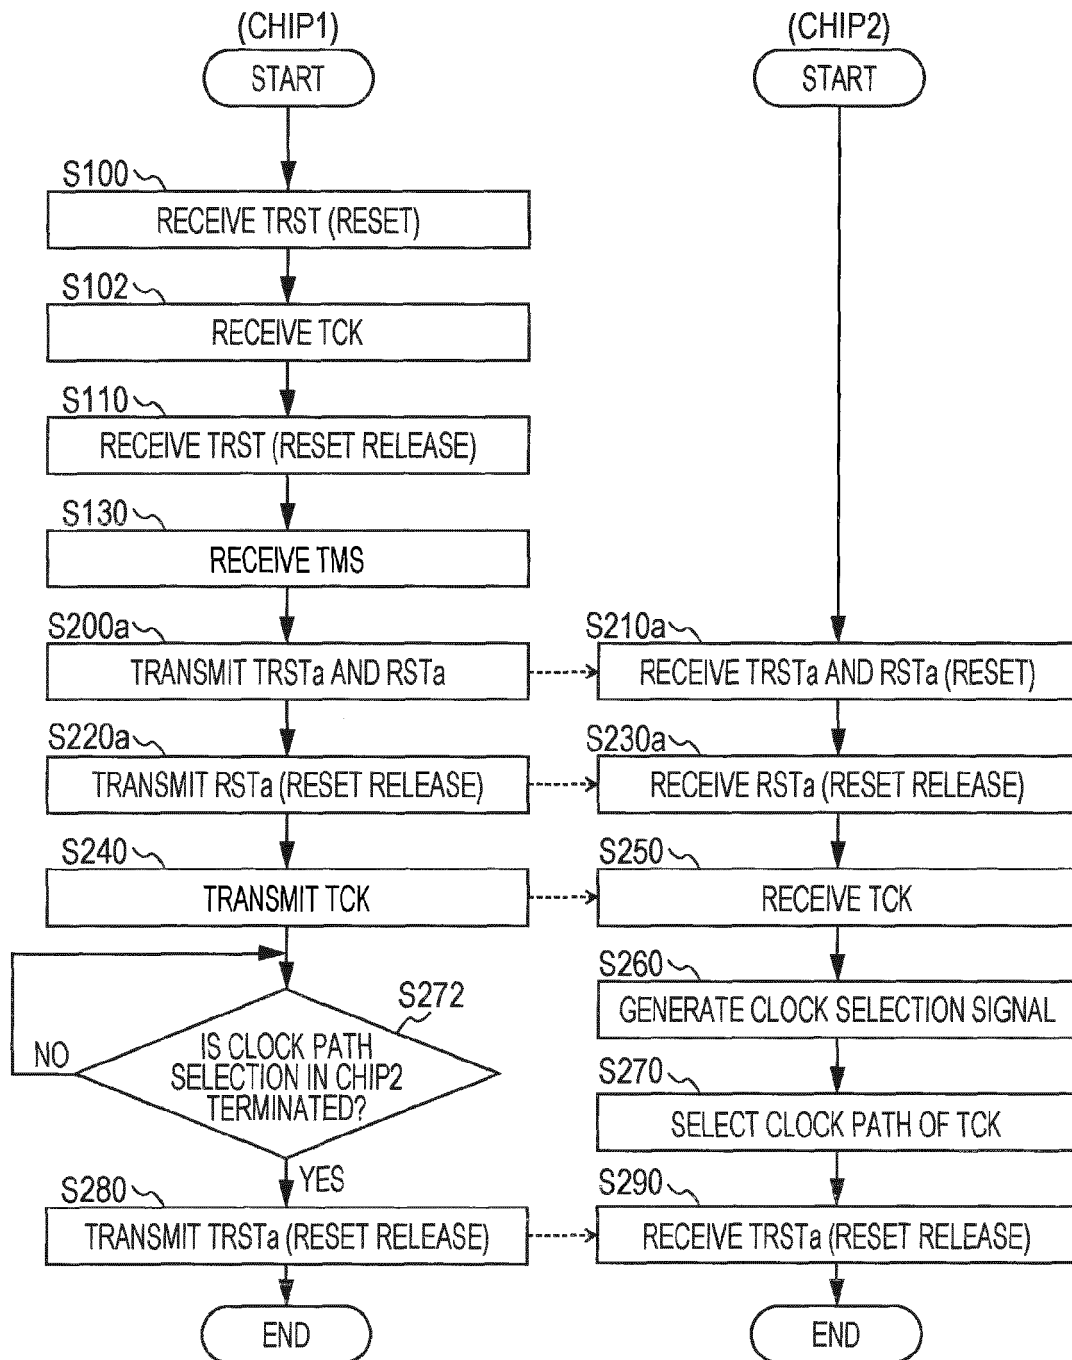 (CHIP1)
START
S100
RECEIVE TRST (RESET)
S102
RECEIVE TCK
S110
RECEIVE TRST (RESET RELEASE)
S130
RECEIVE TMS
S200a
TRANSMIT TRSTa AND RSTa
S220a
TRANSMIT RSTa (RESET RELEASE)
S240
TRANSMIT TCK
S272
IS CLOCK PATH
SELECTION IN CHIP2
TERMINATED?
NO
YES
S280
TRANSMIT TRSTa (RESET RELEASE)
END
(CHIP2)
START
S210a
RECEIVE TRSTa AND RSTa (RESET)
S230a
RECEIVE RSTa (RESET RELEASE)
S250
RECEIVE TCK
S260
GENERATE CLOCK SELECTION SIGNAL
S270
SELECT CLOCK PATH OF TCK
S290
RECEIVE TRSTa (RESET RELEASE)
END